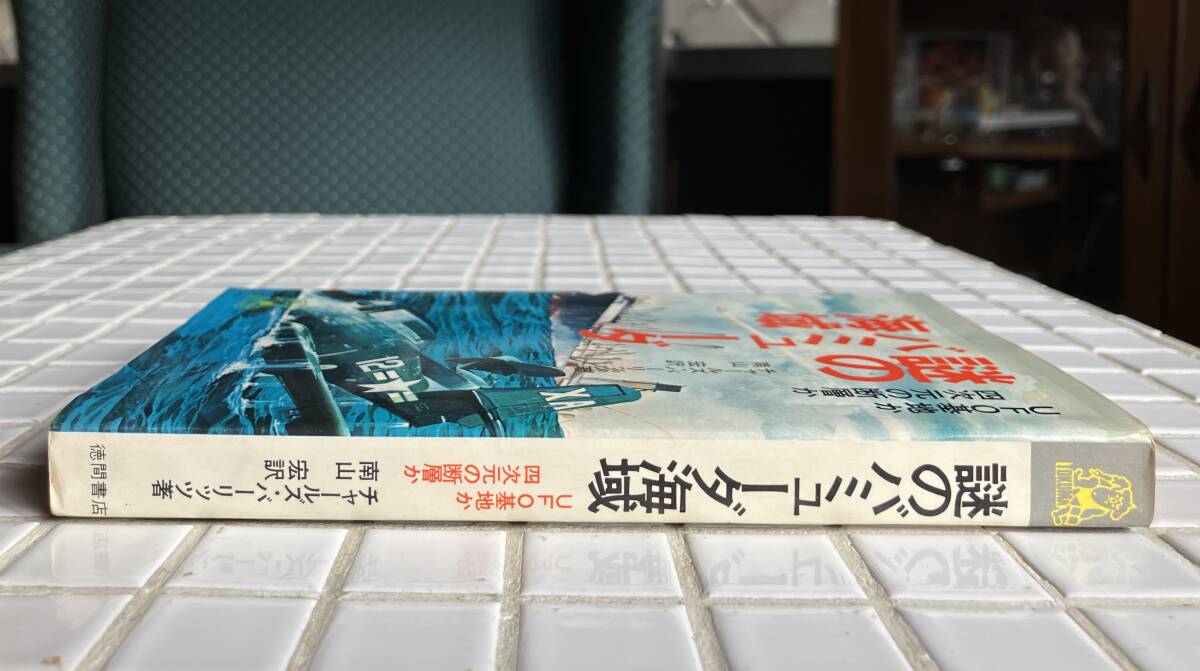 謎のバミューダ海域
UFO基地か
四次元の断層か
チャールズ・バーリッツ著
南山 宏訳
徳間書店
UFO基地か
四次元の断層か
謎の
バミューダ
海域
チャールズ・バーリッツ著
南山 宏訳